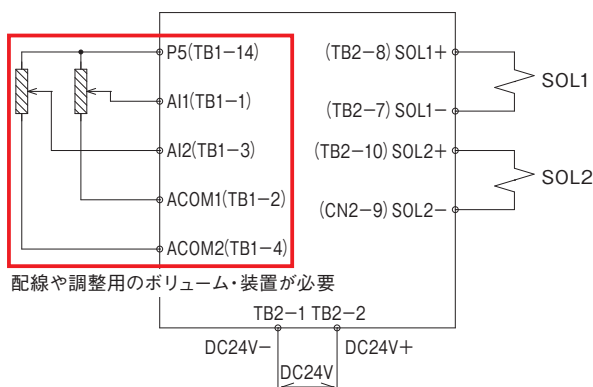 P5(TB1-14)
(TB2-8) SOL1+
SOL1
AI1(TB1-1)
(TB2-7) SOL1-
AI2(TB1-3)
(TB2-10) SOL2+
SOL2
ACOM1(TB1-2)
(CN2-9) SOL2-
ACOM2(TB1-4)
配線や調整用のボリューム・装置が必要
TB2-1 TB2-2
DC24V- DC24V+
DC24V